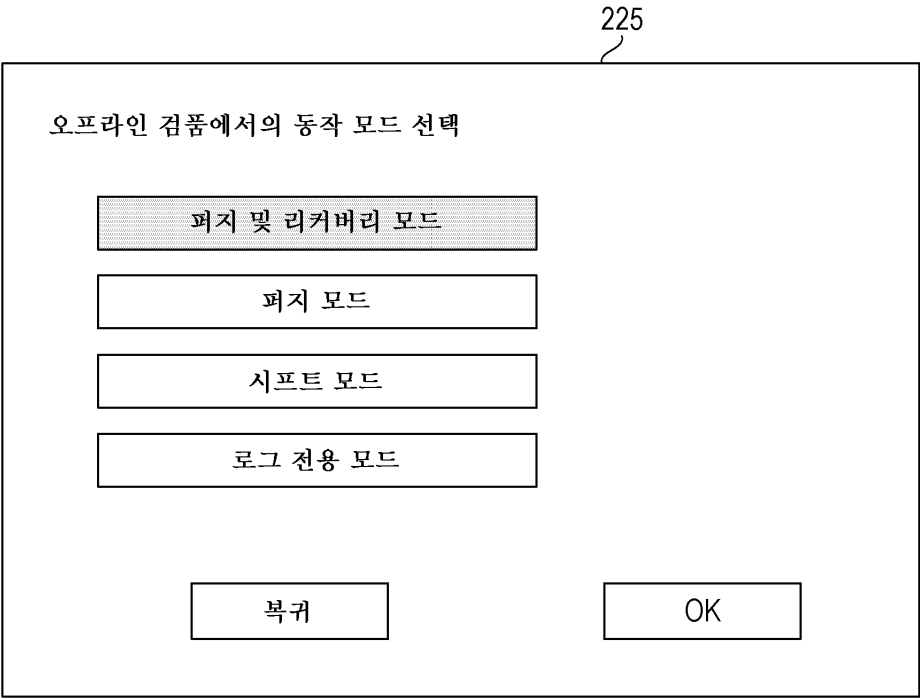 225
오프라인 검품에서의 동작 모드 선택
퍼지 및 리커버리 모드
퍼지 모드
시프트 모드
로그 전용 모드
복귀
OK